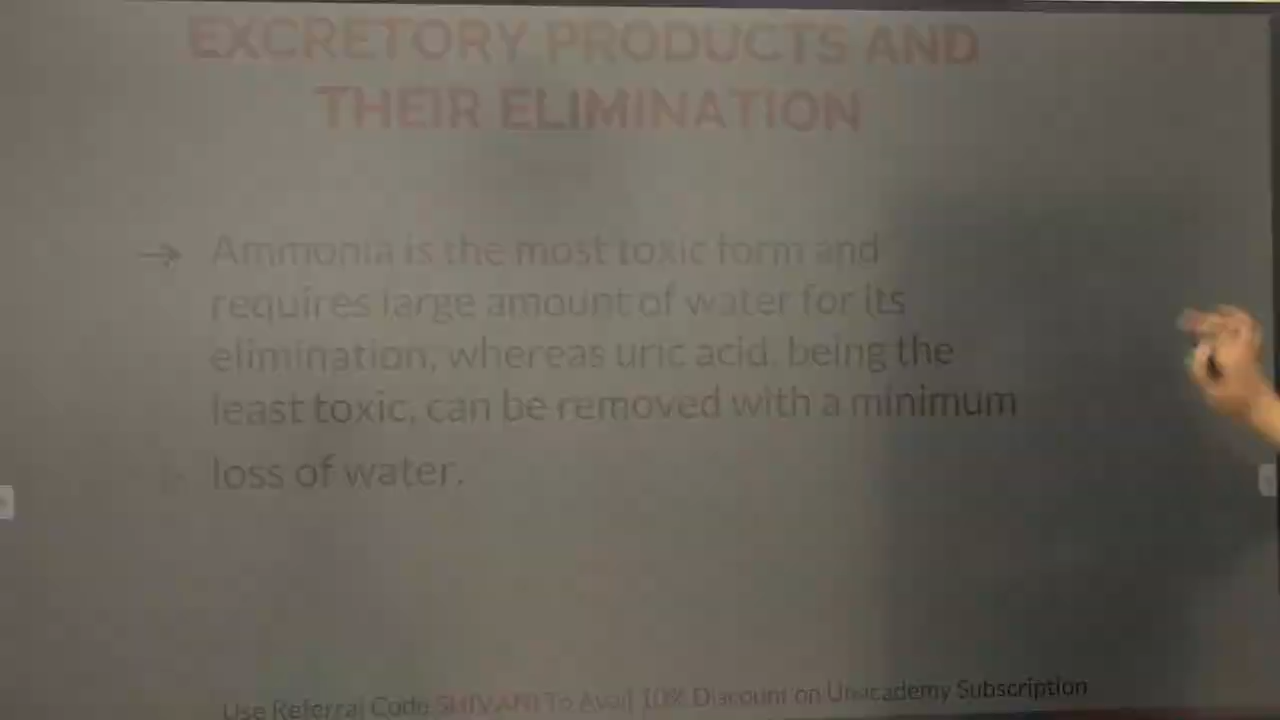 EXCRETORY PRODUCTS AND
THEIR ELIMINATION
→ Ammonia is the most toxic form and
requires large amount of water for its
elimination, whereas uric acid, being the
least toxic, can be removed with a minimum
loss of water.
Use Referral Code SHIVANI To Avail 10% Discount on Unacademy Subscription